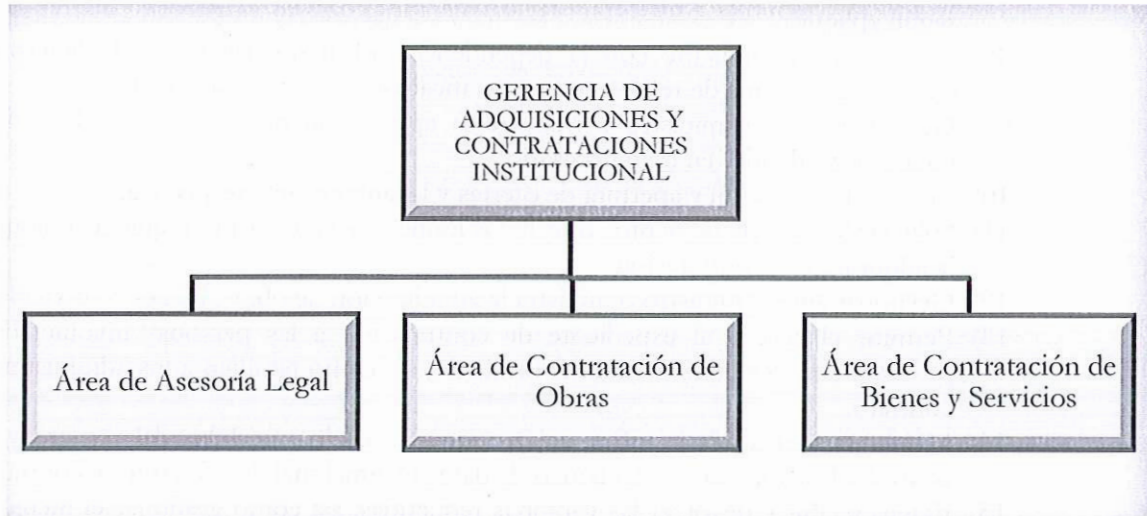 GERENCIA DE
ADQUISICIONES Y
CONTRATACIONES
INSTITUCIONAL
Área de Asesoría Legal
Área de Contratación de
Obras
Área de Contratación de
Bienes y Servicios